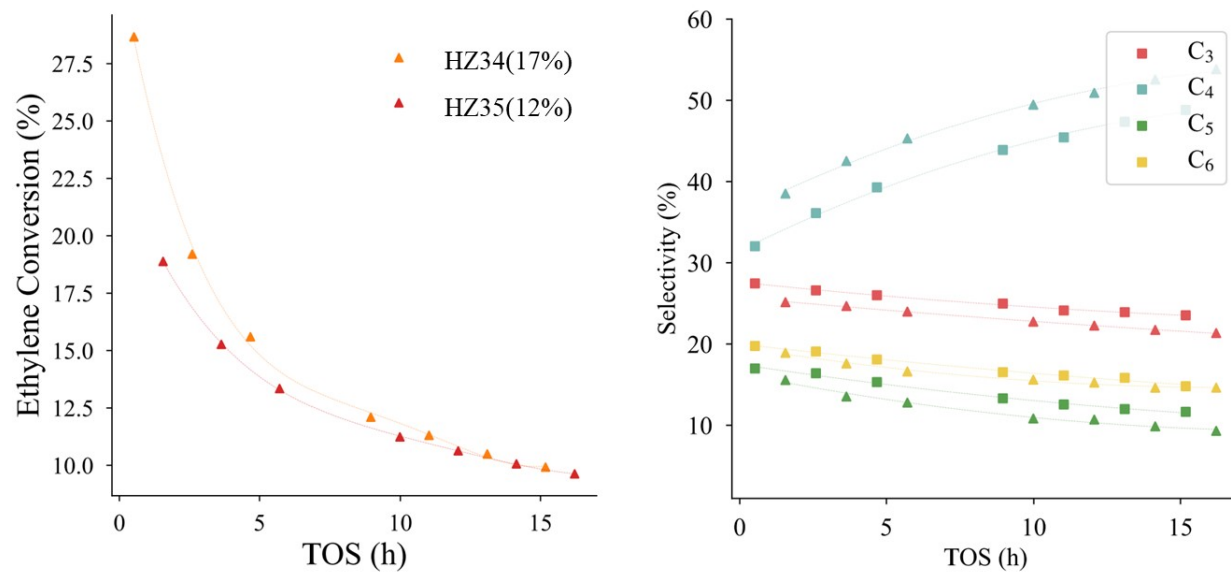 Ethylene Conversion (%)
27.5
25.0
22.5
20.0
17.5
15.0
12.5
10.0
HZ34(17%)
HZ35(12%)
0 5 10 15
TOS (h)
Selectivity (%)
60
50
40
30
20
10
C₃
C₄
C₅
C₆
0 5 10 15
TOS (h)